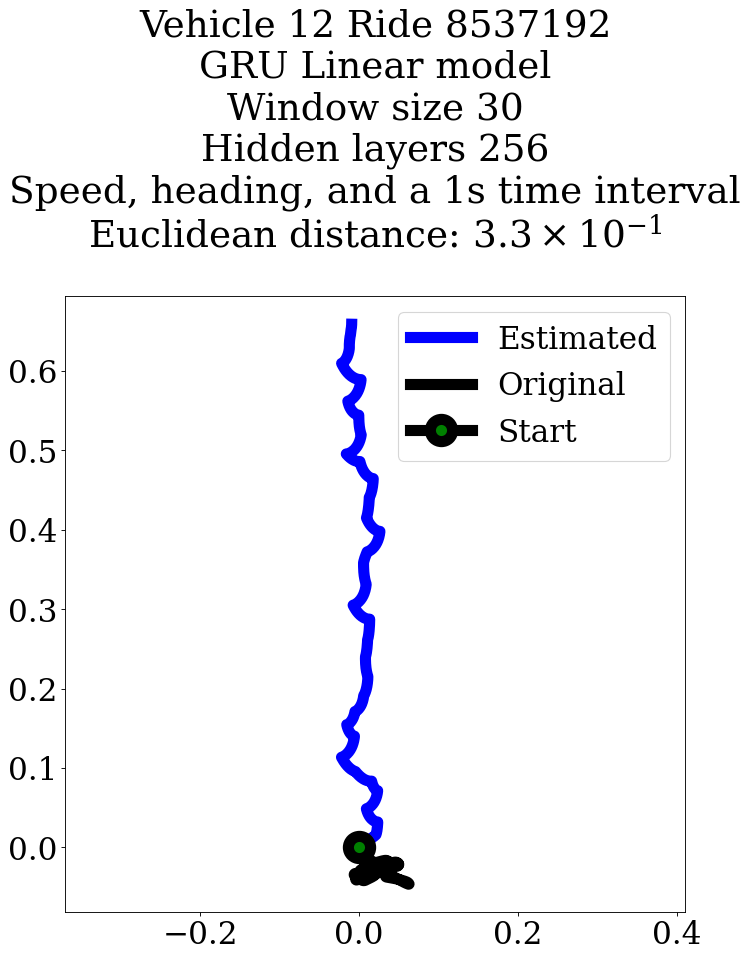 Vehicle 12 Ride 8537192
GRU Linear model
Window size 30
Hidden layers 256
Speed, heading, and a 1s time interval
Euclidean distance: 3.3 × 10⁻¹
Estimated
Original
Start
0.6
0.5
0.4
0.3
0.2
0.1
0.0
−0.2 0.0 0.2 0.4